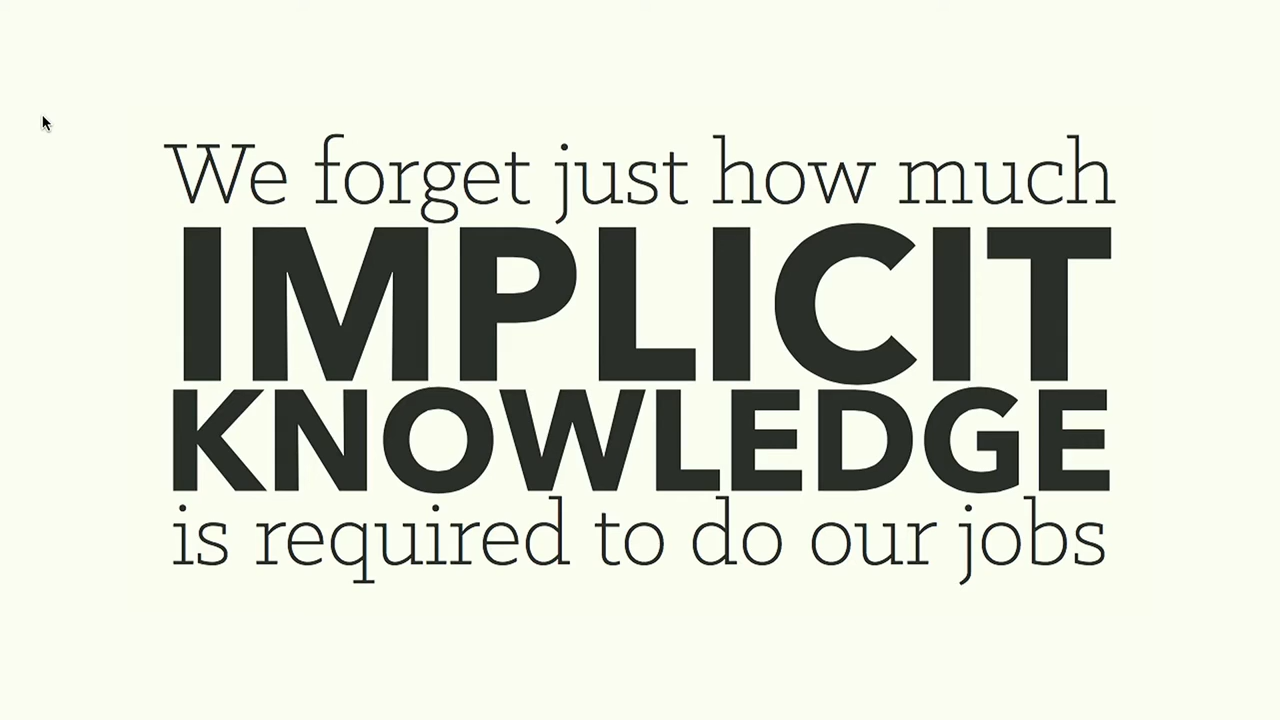 We forget just how much
IMPLICIT
KNOWLEDGE
is required to do our jobs